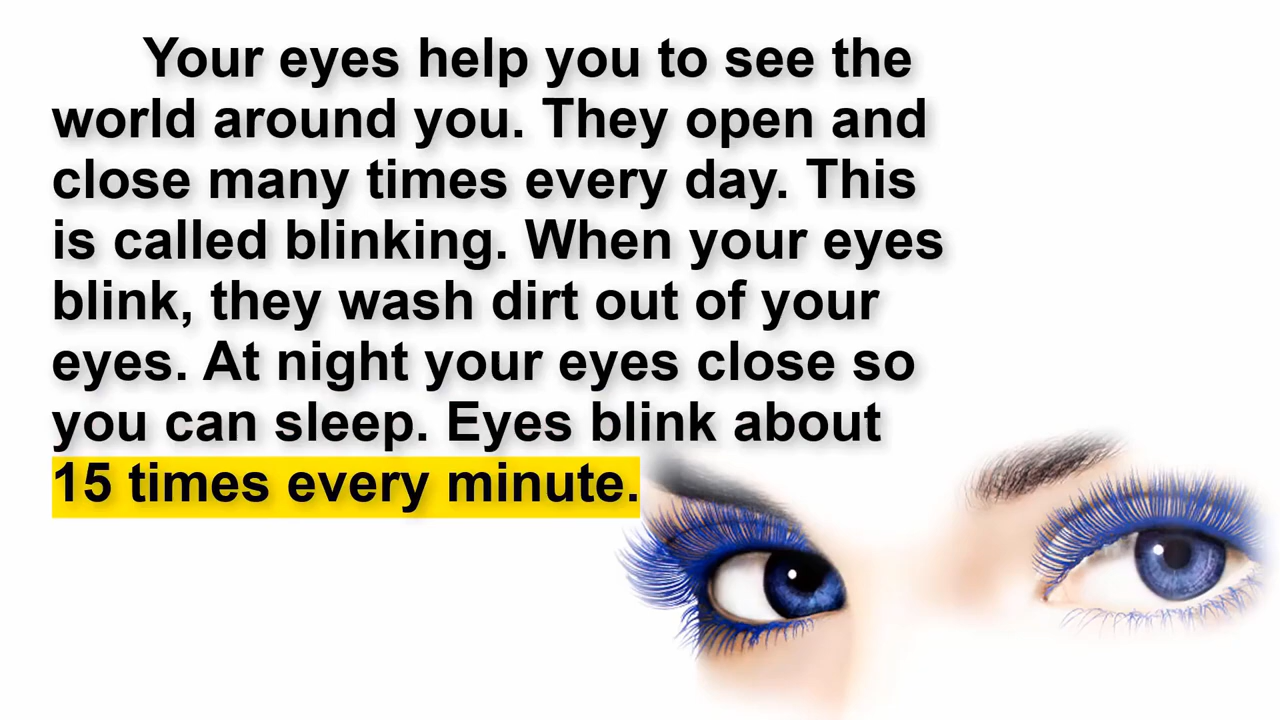 Your eyes help you to see the
world around you. They open and
close many times every day. This
is called blinking. When your eyes
blink, they wash dirt out of your
eyes. At night your eyes close so
you can sleep. Eyes blink about
15 times every minute.